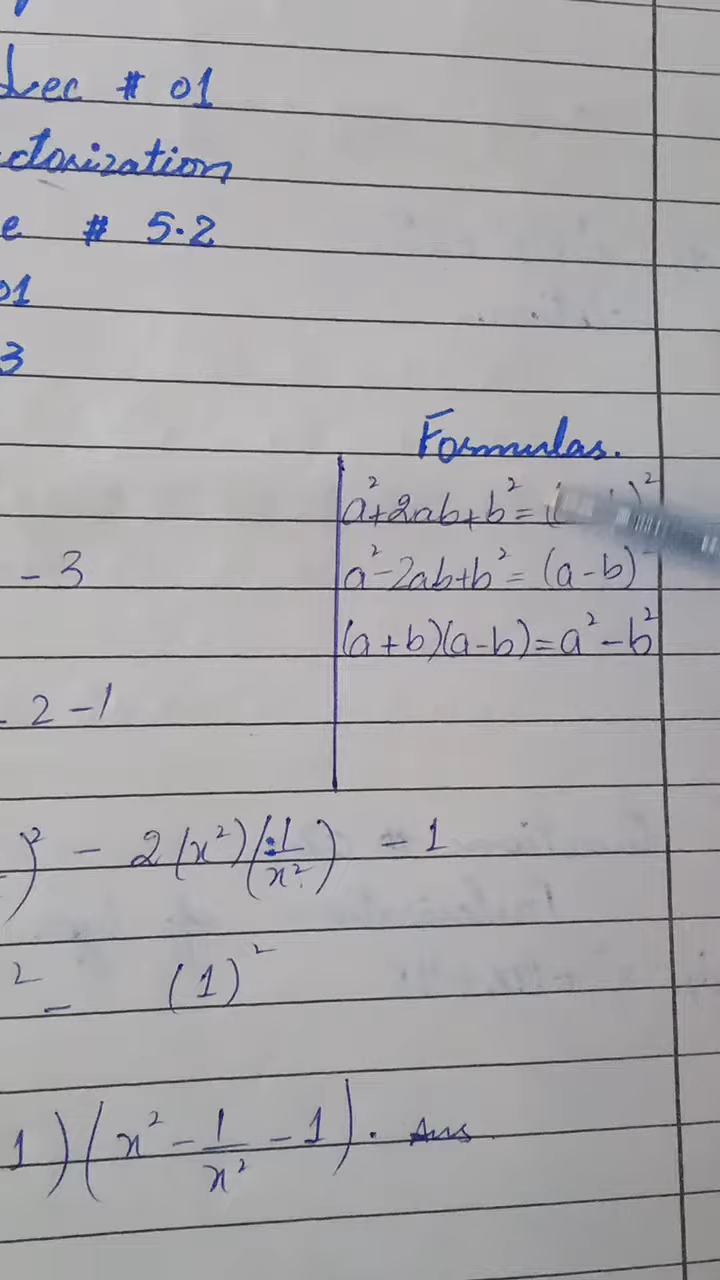 Lec # 01
ctorization
e # 5.2
01
3
Formulas.
a²+2ab+b²=( )²
- 3
a²-2ab+b²= (a-b)
(a+b)(a-b)=a²-b²
- 2 -1
)² - 2(x²)(1/x²) - 1
² - (1)²
1)(x² - 1/x² - 1). Ans